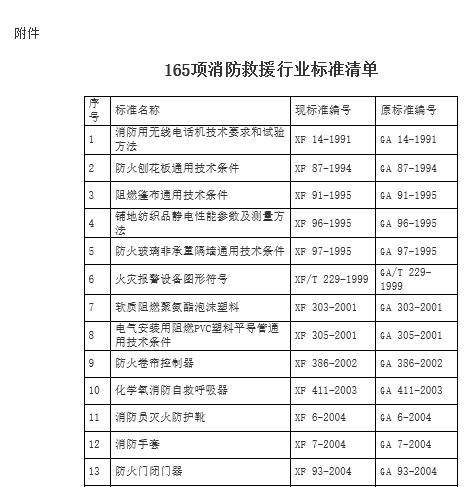 附件
165项消防救援行业标准清单
序号 标准名称 现标准编号 原标准编号
1 消防用无线电话机技术要求和试验方法 XF 14-1991 GA 14-1991
2 防火刨花板通用技术条件 XF 87-1994 GA 87-1994
3 阻燃篷布通用技术条件 XF 91-1995 GA 91-1995
4 铺地纺织品静电性能参数及测量方法 XF 96-1995 GA 96-1995
5 防火玻璃非承重隔墙通用技术条件 XF 97-1995 GA 97-1995
6 火灾报警设备图形符号 XF/T 229-1999 GA/T 229-1999
7 软质阻燃聚氨酯泡沫塑料 XF 303-2001 GA 303-2001
8 电气安装用阻燃PVC塑料平导管通用技术条件 XF 305-2001 GA 305-2001
9 防火卷帘控制器 XF 386-2002 GA 386-2002
10 化学氧消防自救呼吸器 XF 411-2003 GA 411-2003
11 消防员灭火防护靴 XF 6-2004 GA 6-2004
12 消防手套 XF 7-2004 GA 7-2004
13 防火门闭门器 XF 93-2004 GA 93-2004